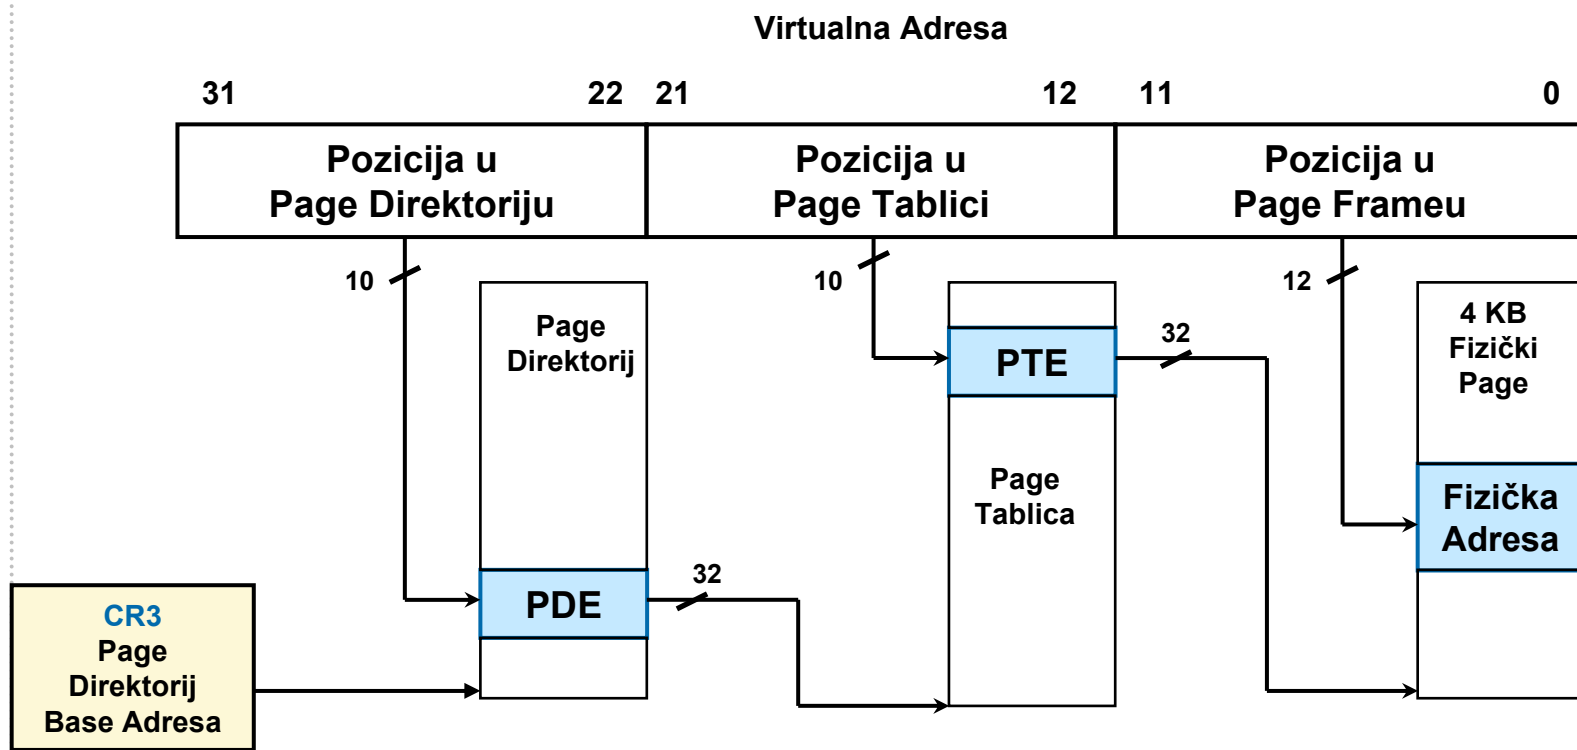 Virtualna Adresa
31 22 21 12 11 0
Pozicija u
Page Direktoriju
Pozicija u
Page Tablici
Pozicija u
Page Frameu
10
10
12
Page
Direktorij
PDE
32
PTE
32
Page
Tablica
4 KB
Fizički
Page
Fizička
Adresa
CR3
Page
Direktorij
Base Adresa